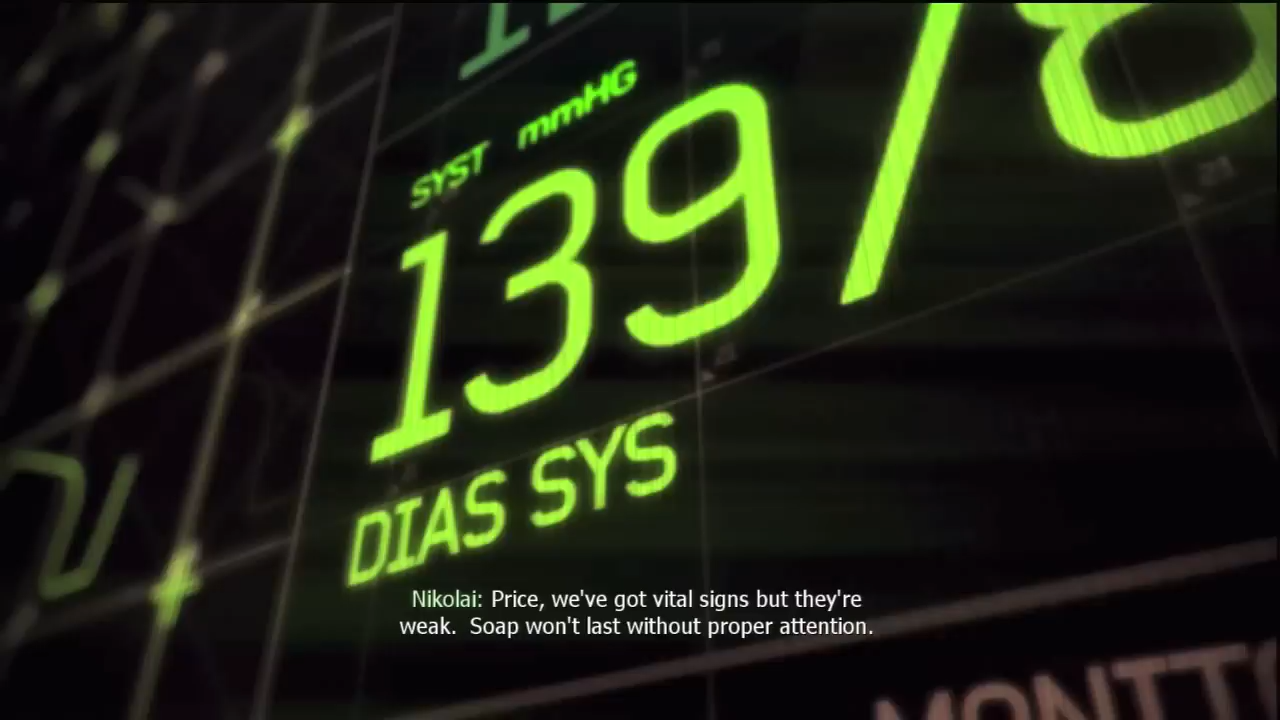 SYST mmHG
139/8
DIAS SYS
Nikolai: Price, we've got vital signs but they're
weak.  Soap won't last without proper attention.